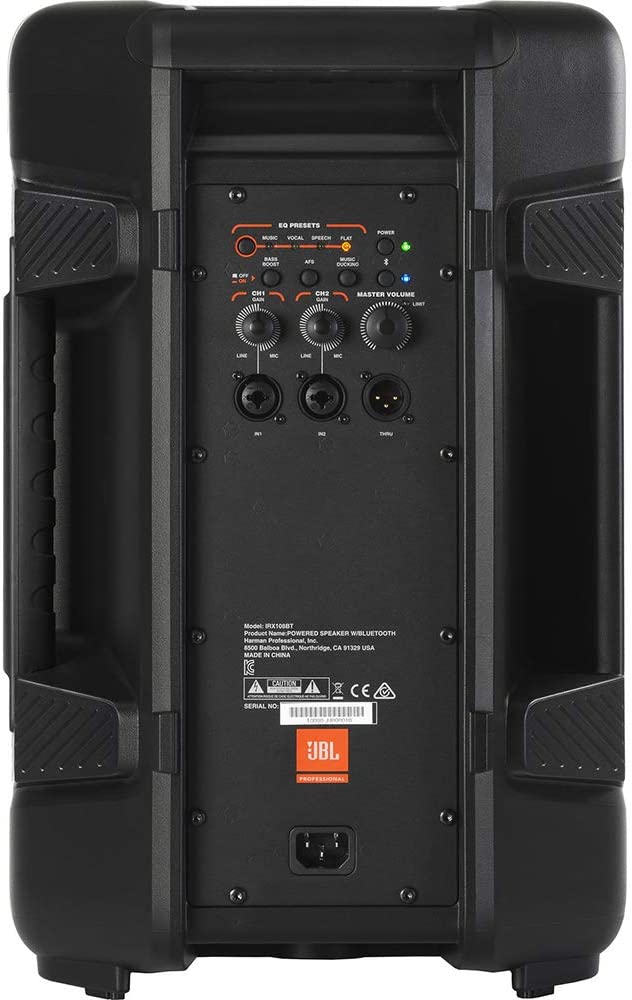 EQ PRESETS
MUSIC VOCAL SPEECH FLAT
POWER
BASS BOOST
AFS
MUSIC DUCKING
OFF
ON
CH1
GAIN
CH2
GAIN
MASTER VOLUME
LIMIT
LINE MIC
LINE MIC
IN1
IN2
THRU
Model: IRX108BT
Product Name:POWERED SPEAKER W/BLUETOOTH
Harman Professional, Inc.
8500 Balboa Blvd., Northridge, CA 91329 USA
MADE IN CHINA
CAUTION
CE
SERIAL NO:
JBL
PROFESSIONAL